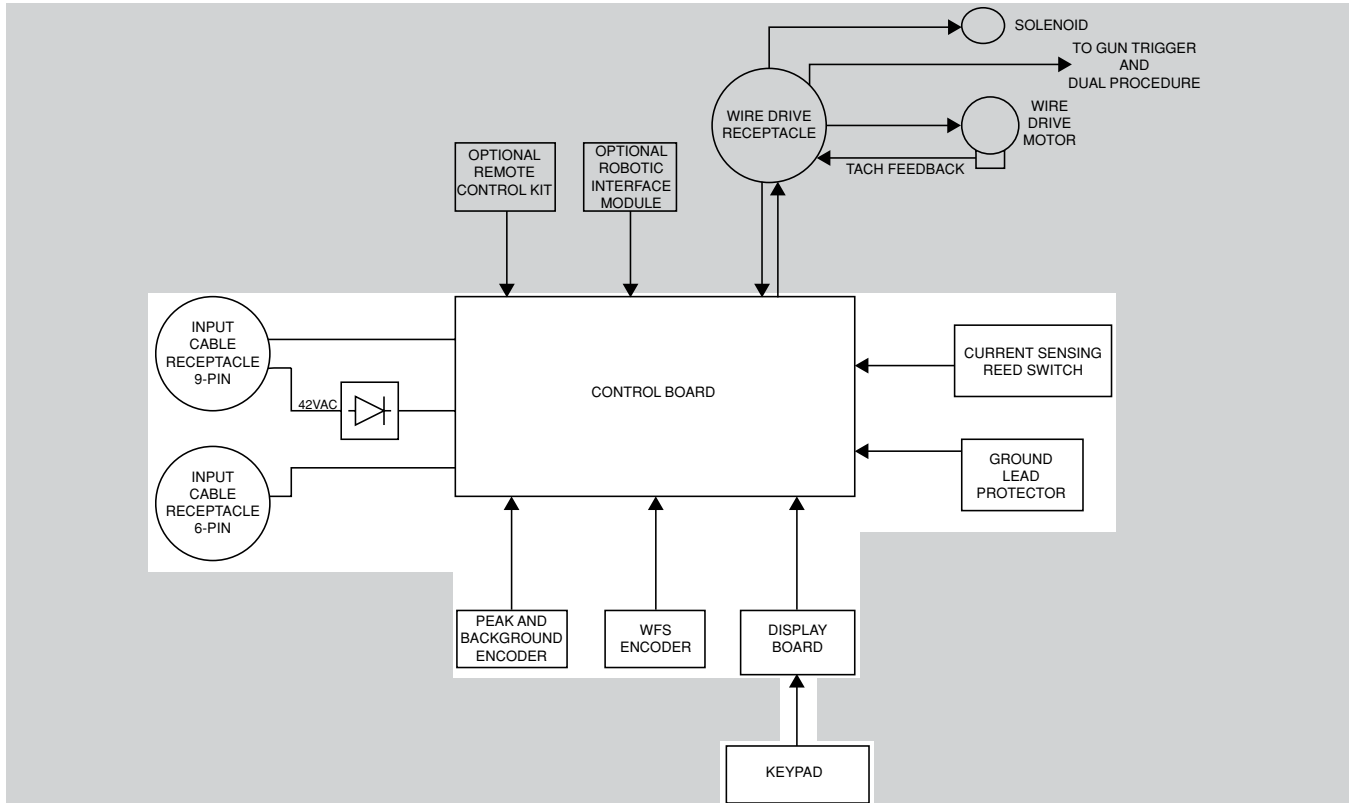 SOLENOID
TO GUN TRIGGER
AND
DUAL PROCEDURE
WIRE DRIVE
RECEPTACLE
WIRE
DRIVE
MOTOR
TACH FEEDBACK
OPTIONAL
REMOTE
CONTROL KIT
OPTIONAL
ROBOTIC
INTERFACE
MODULE
INPUT
CABLE
RECEPTACLE
9-PIN
42VAC
CONTROL BOARD
CURRENT SENSING
REED SWITCH
INPUT
CABLE
RECEPTACLE
6-PIN
GROUND
LEAD
PROTECTOR
PEAK AND
BACKGROUND
ENCODER
WFS
ENCODER
DISPLAY
BOARD
KEYPAD